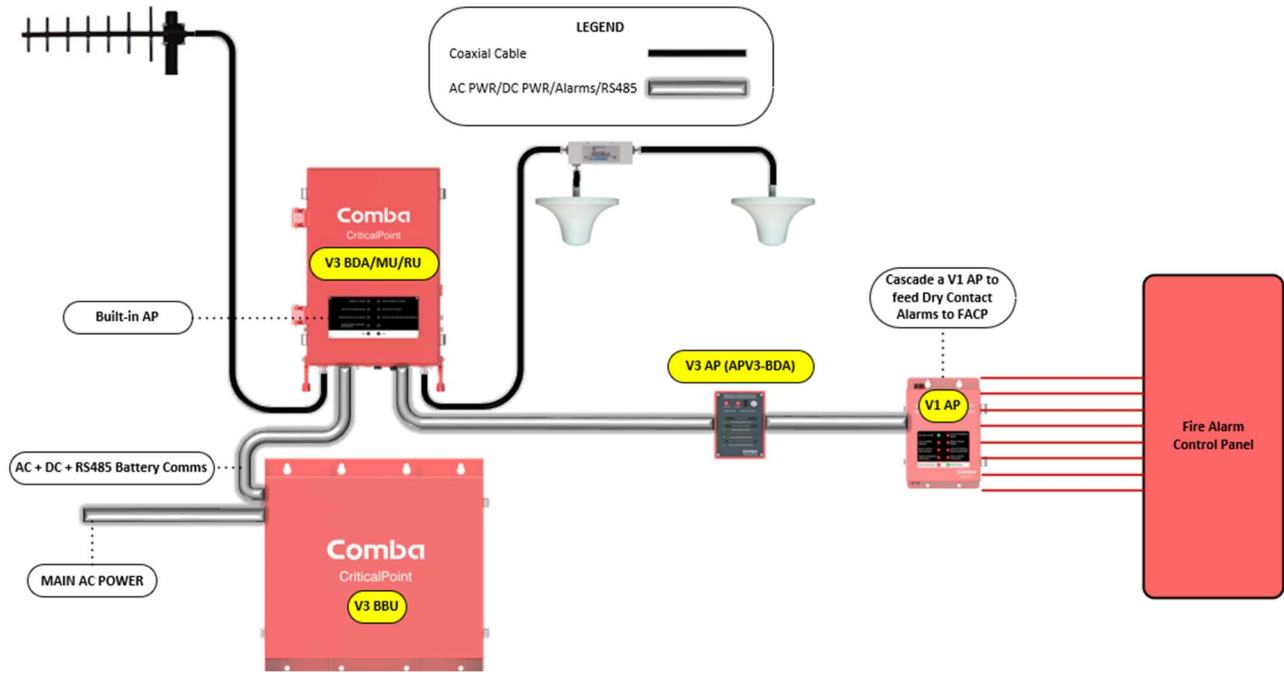 LEGEND
Coaxial Cable
AC PWR/DC PWR/Alarms/RS485
Comba
CriticalPoint
V3 BDA/MU/RU
Built-in AP
Cascade a V1 AP to
feed Dry Contact
Alarms to FACP
V3 AP (APV3-BDA)
V1 AP
Fire Alarm
Control Panel
AC + DC + RS485 Battery Comms
MAIN AC POWER
Comba
CriticalPoint
V3 BBU
Comba